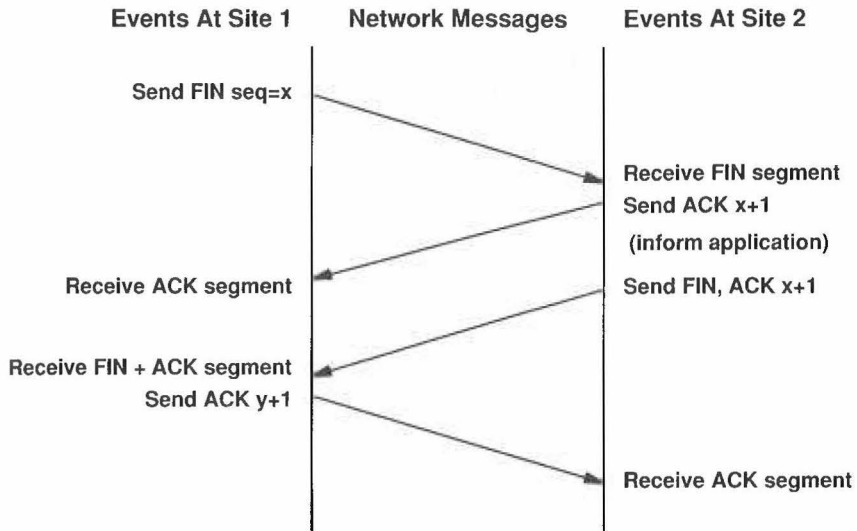 Events At Site 1
Network Messages
Events At Site 2
Send FIN seq=x
Receive FIN segment
Send ACK x+1
(inform application)
Receive ACK segment
Send FIN, ACK x+1
Receive FIN + ACK segment
Send ACK y+1
Receive ACK segment